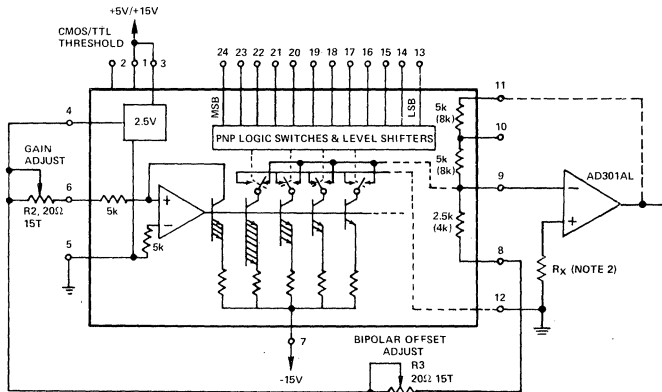 +5V/+15V
CMOS/TTL
THRESHOLD
2 1 3
24 23 22 21 20 19 18 17 16 15 14 13
MSB
LSB
PNP LOGIC SWITCHES & LEVEL SHIFTERS
4
2.5V
GAIN
ADJUST
6
R2, 20Ω
15T
5k
5
5k
+
−
11
5k
(8k)
10
5k
(8k)
9
2.5k
(4k)
8
12
AD301AL
−
+
RX (NOTE 2)
7
-15V
BIPOLAR OFFSET
ADJUST
R3
20Ω 15T